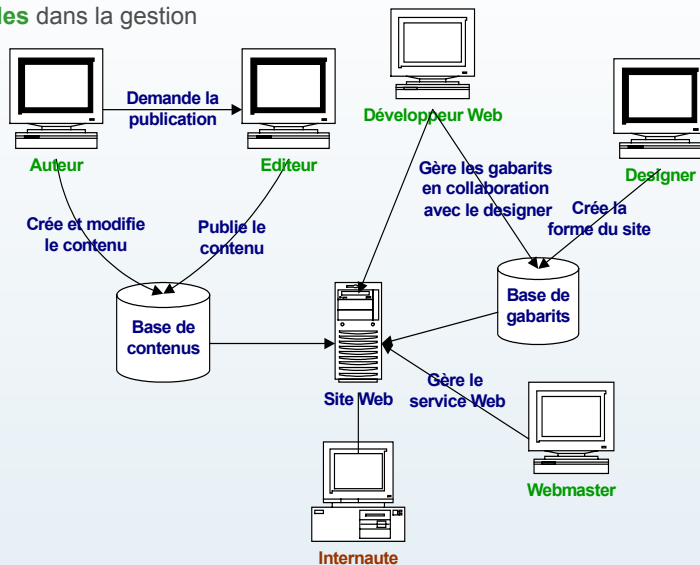 les dans la gestion
Demande la
publication
Développeur Web
Auteur
Editeur
Designer
Gère les gabarits
en collaboration
avec le designer
Crée et modifie
le contenu
Publie le
contenu
Crée la
forme du site
Base de
contenus
Base de
gabarits
Site Web
Gère le
service Web
Webmaster
Internaute